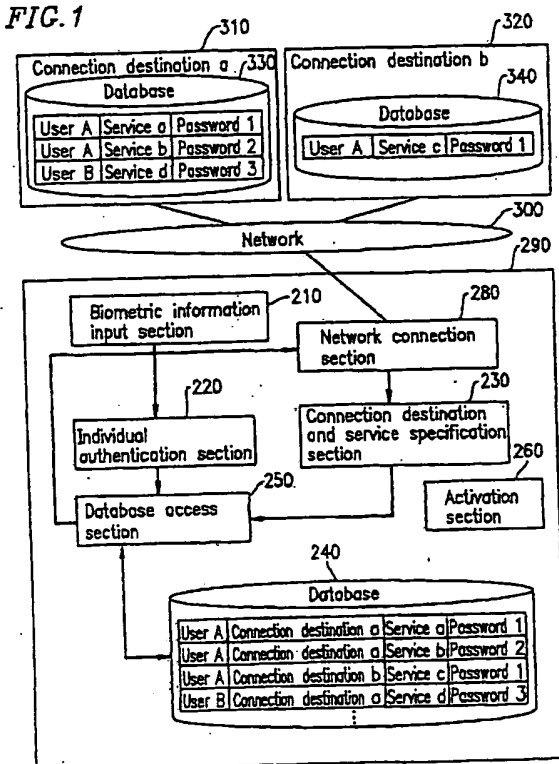 FIG. 1
310
320
Connection destination a
330
Database
User A Service a Password 1
User A Service b Password 2
User B Service d Password 3
Connection destination b
340
Database
User A Service c Password 1
300
Network
290
210
Biometric information
input section
280
Network connection
section
220
Individual
authentication section
230
Connection destination
and service specification
section
250
Database access
section
260
Activation
section
240
Database
User A Connection destination a Service a Password 1
User A Connection destination a Service b Password 2
User A Connection destination b Service c Password 1
User B Connection destination a Service d Password 3